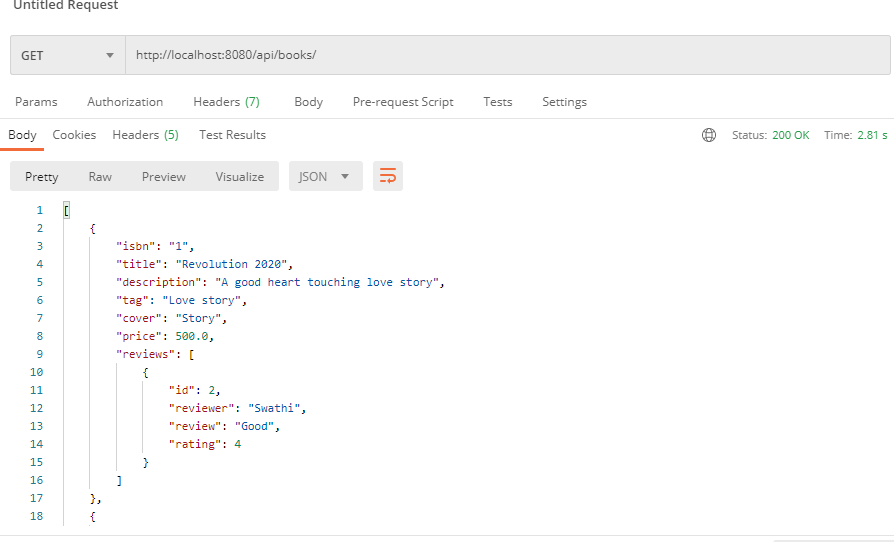 Untitled Request
GET http://localhost:8080/api/books/
Params Authorization Headers (7) Body Pre-request Script Tests Settings
Body Cookies Headers (5) Test Results Status: 200 OK Time: 2.81 s
Pretty Raw Preview Visualize JSON
1 [
2 {
3 "isbn": "1",
4 "title": "Revolution 2020",
5 "description": "A good heart touching love story",
6 "tag": "Love story",
7 "cover": "Story",
8 "price": 500.0,
9 "reviews": [
10 {
11 "id": 2,
12 "reviewer": "Swathi",
13 "review": "Good",
14 "rating": 4
15 }
16 ]
17 },
18 {